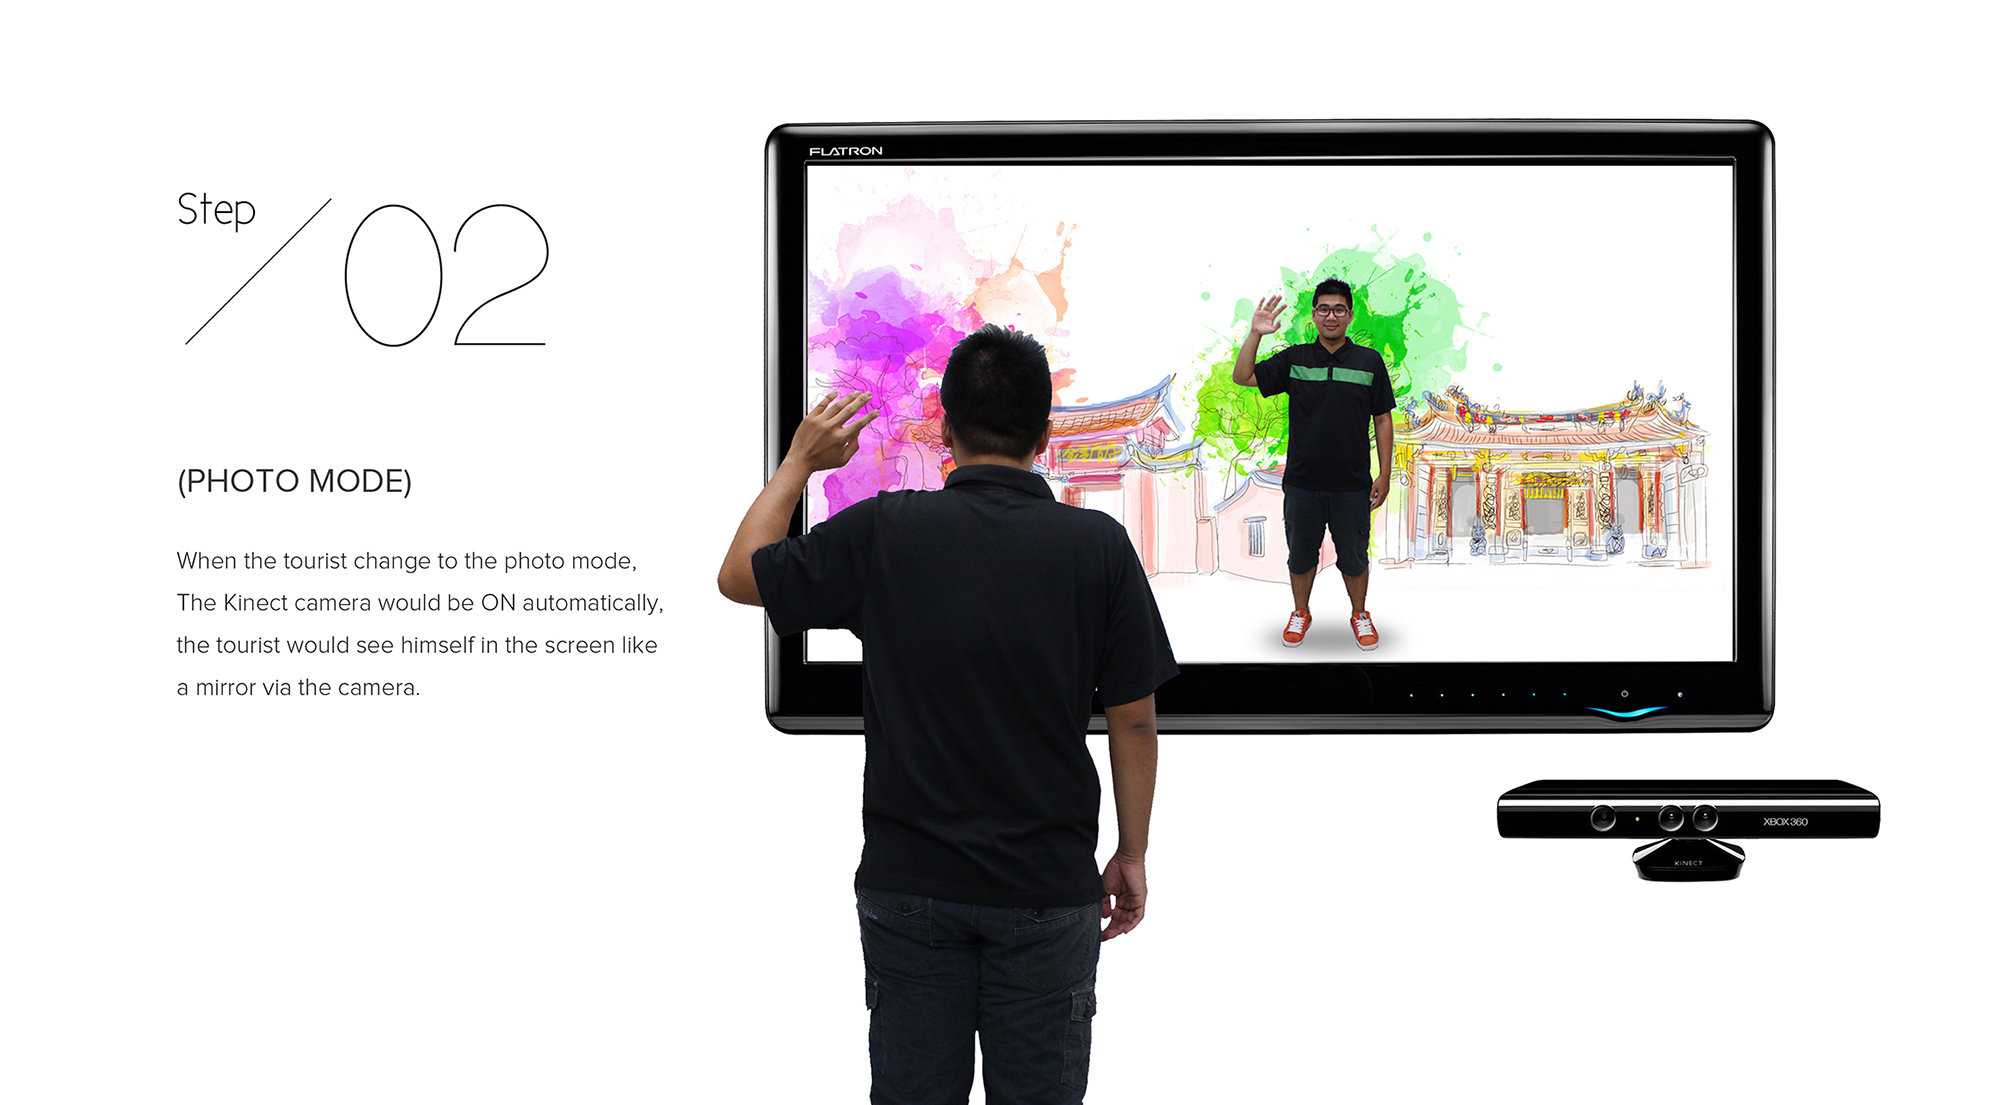 Step
02
(PHOTO MODE)
When the tourist change to the photo mode,
The Kinect camera would be ON automatically,
the tourist would see himself in the screen like
a mirror via the camera.
FLATRON
XBOX 360
KINECT